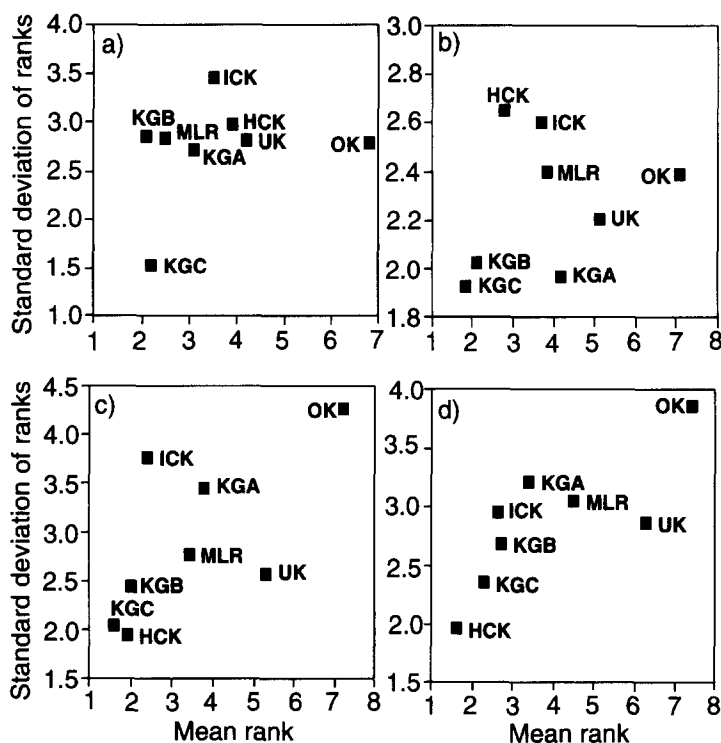 Standard deviation of ranks
a)
4.0
3.5
3.0
2.5
2.0
1.5
1.0
ICK
KGB
MLR
HCK
KGA
UK
OK
KGC
1 2 3 4 5 6 7
b)
3.0
2.8
2.6
2.4
2.2
2.0
1.8
HCK
ICK
MLR
OK
UK
KGB
KGC
KGA
1 2 3 4 5 6 7 8
Standard deviation of ranks
c)
4.5
4.0
3.5
3.0
2.5
2.0
1.5
OK
ICK
KGA
MLR
UK
KGB
KGC
HCK
1 2 3 4 5 6 7 8
Mean rank
d)
4.0
3.5
3.0
2.5
2.0
1.5
OK
KGA
ICK
MLR
UK
KGB
KGC
HCK
1 2 3 4 5 6 7 8
Mean rank